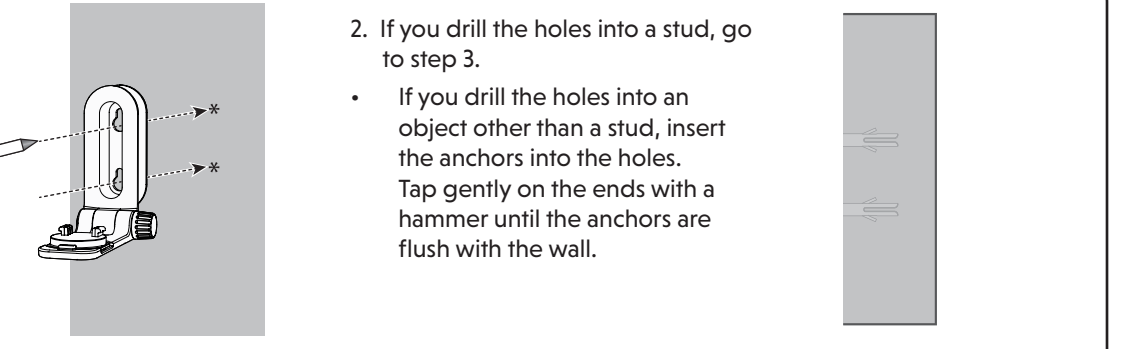 2. If you drill the holes into a stud, go
to step 3.
• If you drill the holes into an
object other than a stud, insert
the anchors into the holes.
Tap gently on the ends with a
hammer until the anchors are
flush with the wall.